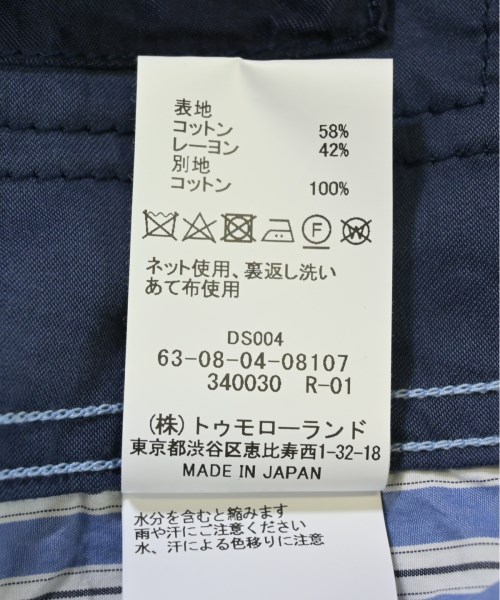 表地
コットン 58%
レーヨン 42%
別地
コットン 100%
F W
ネット使用、裏返し洗い
あて布使用
DS004
63-08-04-08107
340030 R-01
(株)トゥモローランド
東京都渋谷区恵比寿西1-32-18
MADE IN JAPAN
水分を含むと縮みます
雨や汗にご注意ください
水、汗による色移りに注意